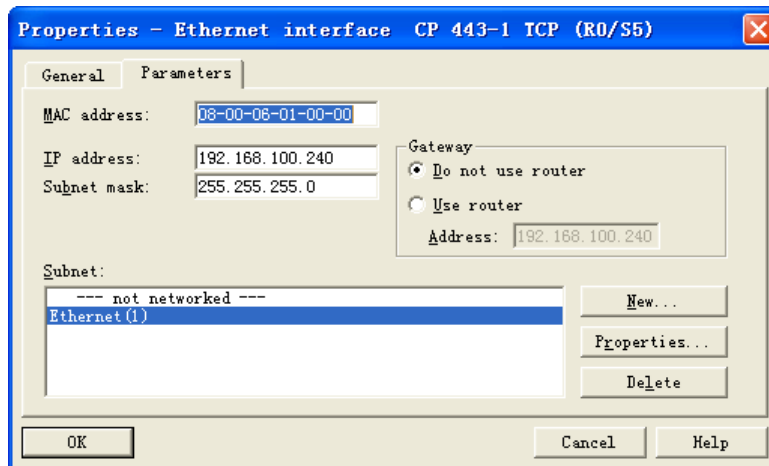 Properties - Ethernet interface CP 443-1 TCP (R0/S5)
General Parameters
MAC address: 08-00-06-01-00-00
IP address: 192.168.100.240
Subnet mask: 255.255.255.0
Gateway
Do not use router
Use router
Address: 192.168.100.240
Subnet:
--- not networked ---
Ethernet(1)
New...
Properties...
Delete
OK Cancel Help